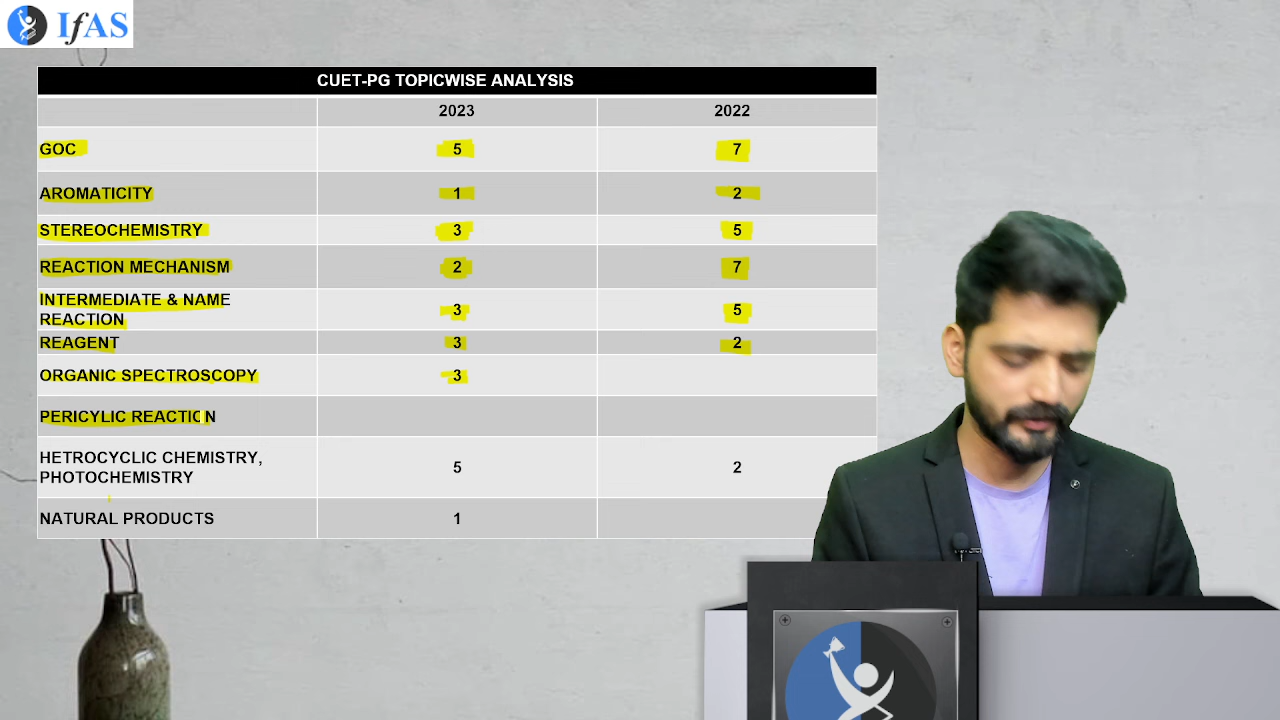 IfAS
CUET-PG TOPICWISE ANALYSIS
2023 2022
GOC 5 7
AROMATICITY 1 2
STEREOCHEMISTRY 3 5
REACTION MECHANISM 2 7
INTERMEDIATE & NAME
REACTION 3 5
REAGENT 3 2
ORGANIC SPECTROSCOPY 3
PERICYLIC REACTION
HETROCYCLIC CHEMISTRY,
PHOTOCHEMISTRY 5 2
NATURAL PRODUCTS 1